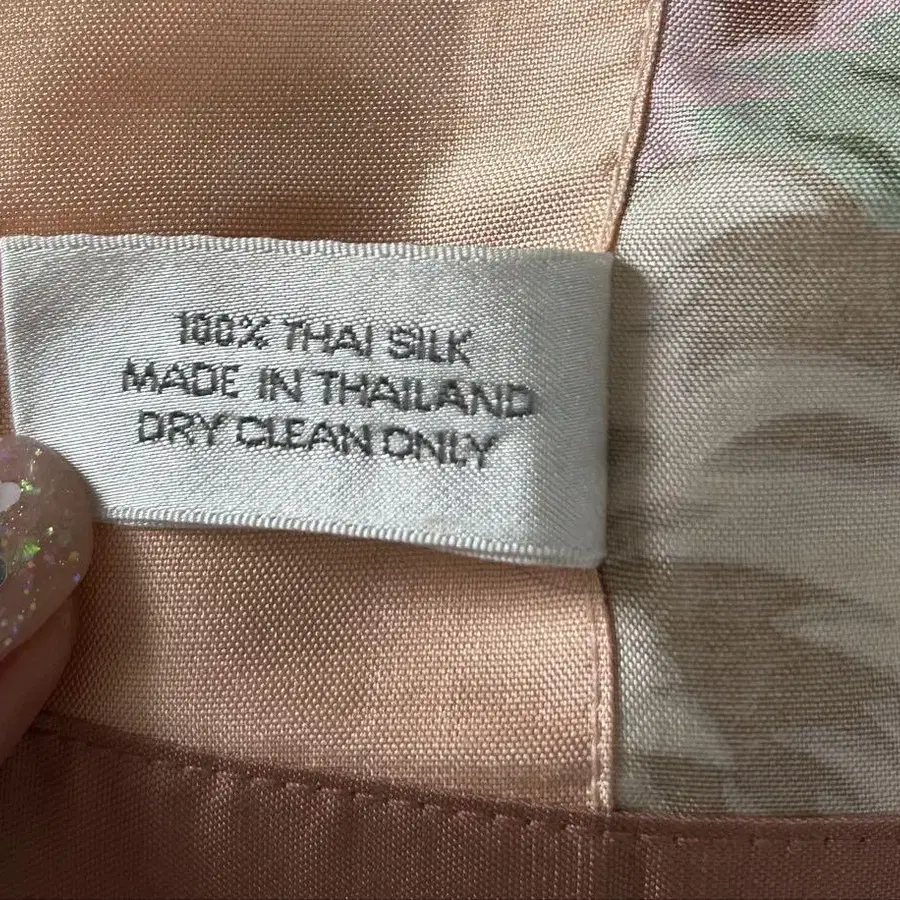 100% THAI SILK
MADE IN THAILAND
DRY CLEAN ONLY